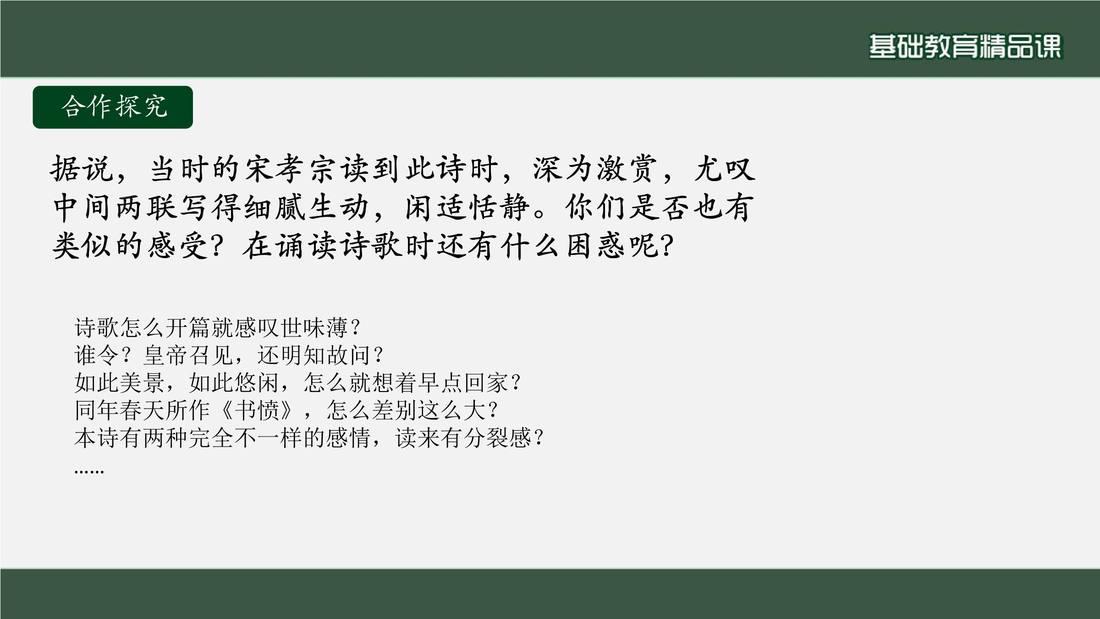 基础教育精品课
合作探究
据说，当时的宋孝宗读到此诗时，深为激赏，尤叹
中间两联写得细腻生动，闲适恬静。你们是否也有
类似的感受？在诵读诗歌时还有什么困惑呢？
诗歌怎么开篇就感叹世味薄？
谁令？皇帝召见，还明知故问？
如此美景，如此悠闲，怎么就想着早点回家？
同年春天所作《书愤》，怎么差别这么大？
本诗有两种完全不一样的感情，读来有分裂感？
……